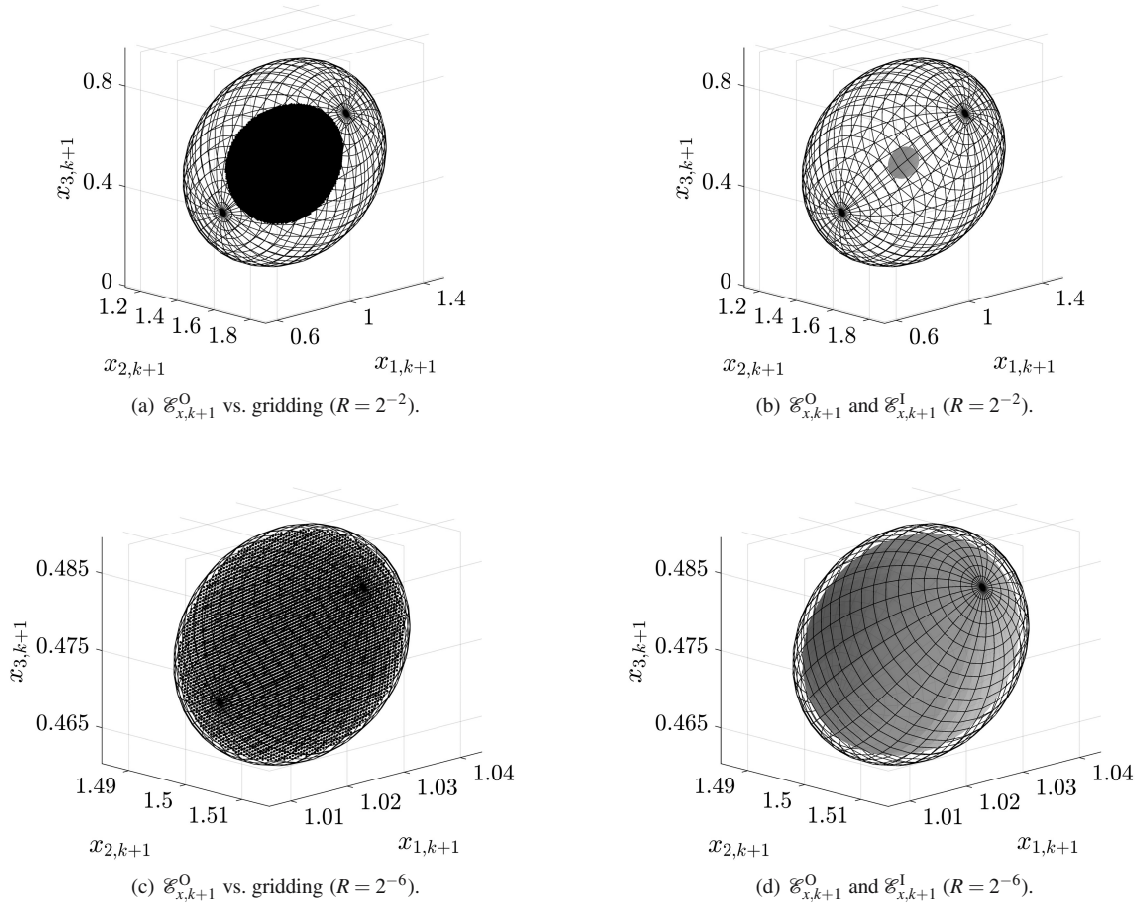 0.8
0.4
0
x_{3,k+1}
1.2 1.4 1.6 1.8
0.6 1 1.4
x_{2,k+1}
x_{1,k+1}
(a) ℰ^O_{x,k+1} vs. gridding (R = 2^{−2}).
0.8
0.4
0
x_{3,k+1}
1.2 1.4 1.6 1.8
0.6 1 1.4
x_{2,k+1}
x_{1,k+1}
(b) ℰ^O_{x,k+1} and ℰ^I_{x,k+1} (R = 2^{−2}).
0.485
0.475
0.465
x_{3,k+1}
1.49 1.5 1.51
1.01 1.02 1.03 1.04
x_{2,k+1}
x_{1,k+1}
(c) ℰ^O_{x,k+1} vs. gridding (R = 2^{−6}).
0.485
0.475
0.465
x_{3,k+1}
1.49 1.5 1.51
1.01 1.02 1.03 1.04
x_{2,k+1}
x_{1,k+1}
(d) ℰ^O_{x,k+1} and ℰ^I_{x,k+1} (R = 2^{−6}).